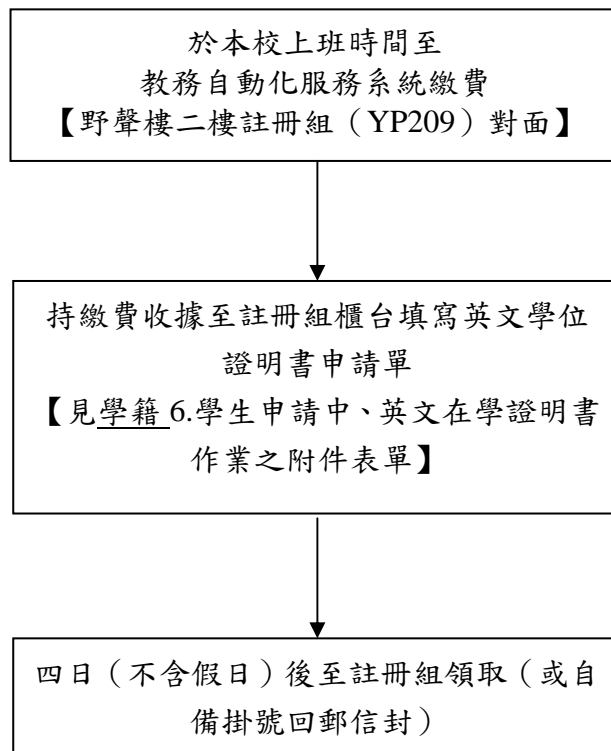 於本校上班時間至
教務自動化服務系統繳費
【野聲樓二樓註冊組（YP209）對面】
持繳費收據至註冊組櫃台填寫英文學位
證明書申請單
【見學籍 6.學生申請中、英文在學證明書
作業之附件表單】
四日（不含假日）後至註冊組領取（或自
備掛號回郵信封）